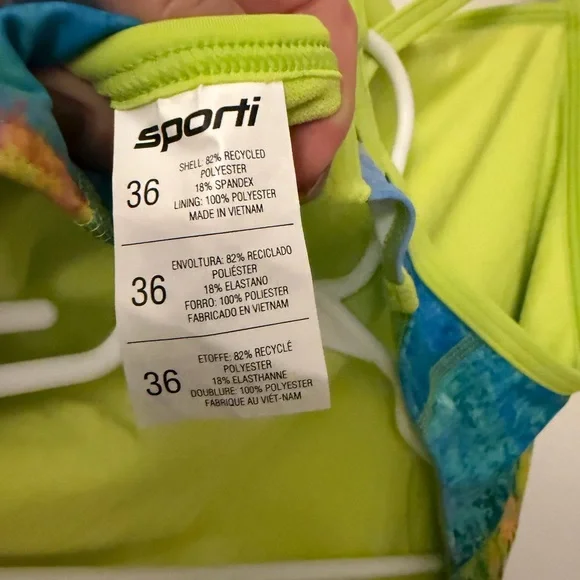 sporti
36
SHELL: 82% RECYCLED
POLYESTER
18% SPANDEX
LINING: 100% POLYESTER
MADE IN VIETNAM
36
ENVOLTURA: 82% RECICLADO
POLIÉSTER
18% ELASTANO
FORRO: 100% POLIESTER
FABRICADO EN VIETNAM
36
ETOFFE: 82% RECYCLÉ
POLYESTER
18% ELASTHANNE
DOUBLURE: 100% POLYESTER
FABRIQUE AU VIÉT-NAM